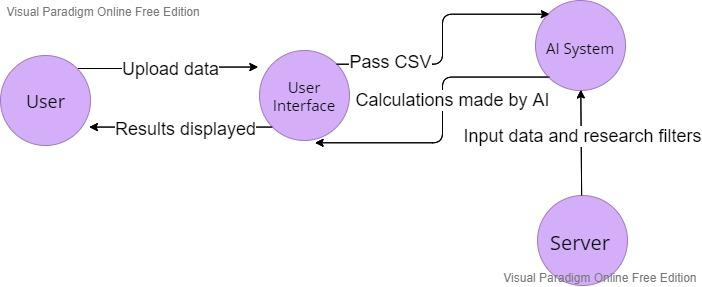 Visual Paradigm Online Free Edition
User
Upload data
Results displayed
User
Interface
Pass CSV
Calculations made by AI
AI System
Input data and research filters
Server
Visual Paradigm Online Free Edition